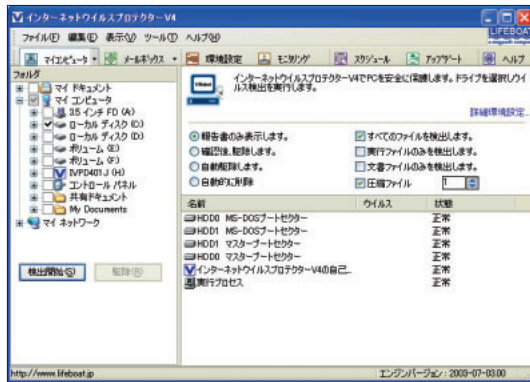 インターネットウイルスプロテクターV4
ファイル(F) 編集(E) 表示(V) ツール(T) ヘルプ(H)
LIFEBOAT
マイコンピュータ メールボックス 環境設定 モニタリング スケジュール アップデート ヘルプ
フォルダ
マイ ドキュメント
マイ コンピュータ
3.5 インチ FD (A)
ローカル ディスク (C)
ローカル ディスク (D)
ボリューム (E)
ボリューム (F)
IVPD401J (H)
コントロール パネル
共有ドキュメント
My Documents
マイ ネットワーク
検出開始(S) 駆除(R)
インターネットウイルスプロテクターV4でPCを安全に保護します。ドライブを選択しウイ
ルス検出を実行します。
詳細環境設定...
報告書のみ表示します。
確認後、駆除します。
自動駆除します。
自動的に削除
すべてのファイルを検出します。
実行ファイルのみを検出します。
文書ファイルのみを検出します。
圧縮ファイル 1
名前 ウイルス 状態
HDD0 MS-DOSブートセクター 正常
HDD1 MS-DOSブートセクター 正常
HDD1 マスターブートセクター 正常
HDD0 マスターブートセクター 正常
インターネットウイルスプロテクターV4の自己... 正常
実行プロセス 正常
http://www.lifeboat.jp エンジンバージョン : 2003-07-03.00